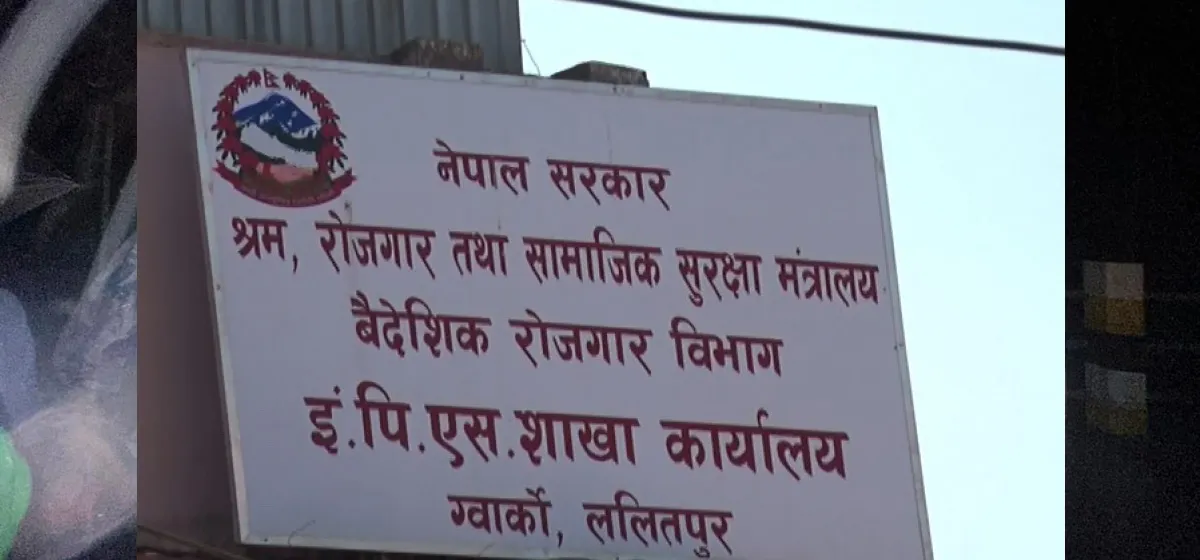 नेपाल सरकार
श्रम, रोजगार तथा सामाजिक सुरक्षा मंत्रालय
बैदेशिक रोजगार विभाग
इं.पि.एस.शाखा कार्यालय
ग्वार्को, ललितपुर